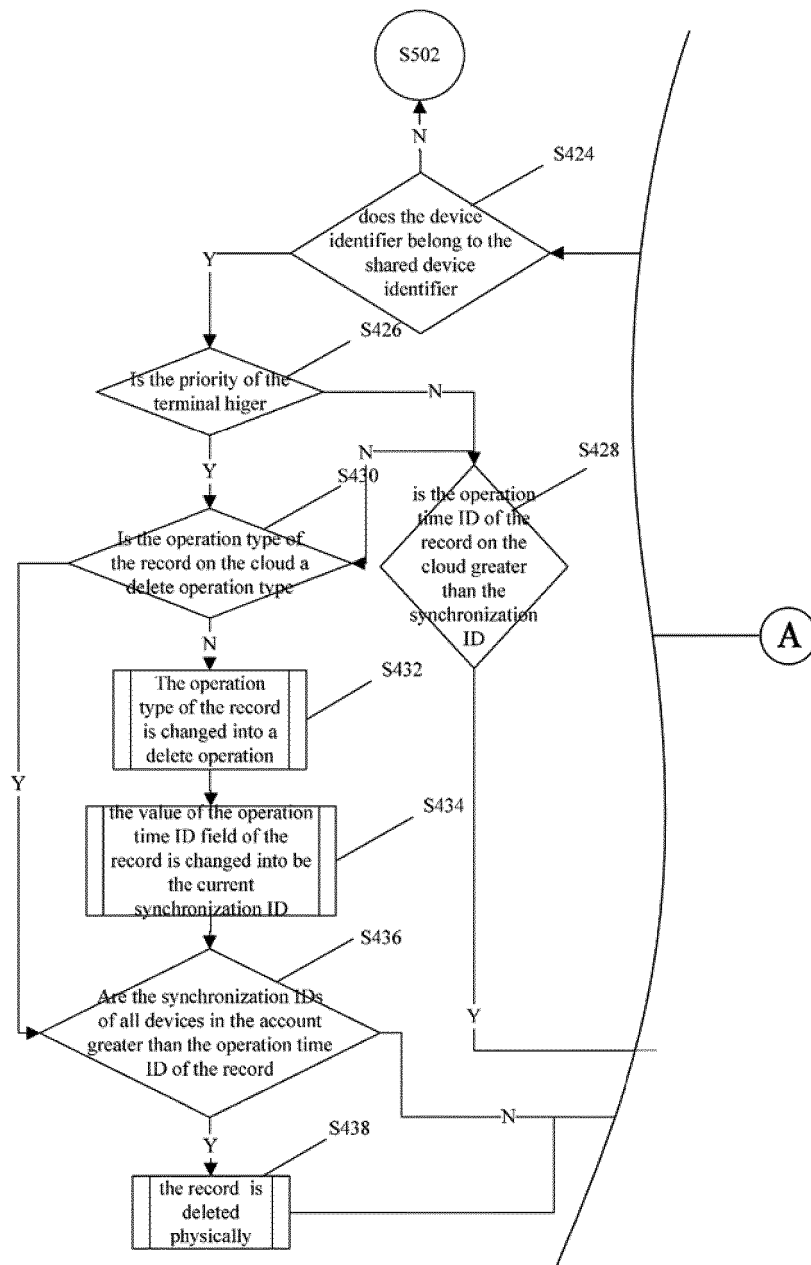 S502
N
S424
does the device
identifier belong to the
shared device
identifier
Y
S426
Is the priority of the
terminal higer
N
Y
N
S428
S430
is the operation
time ID of the
record on the
cloud greater
than the
synchronization
ID
Is the operation type of
the record on the cloud a
delete operation type
A
N
S432
The operation
type of the record
is changed into a
delete operation
Y
S434
the value of the operation
time ID field of the
record is changed into be
the current
synchronization ID
S436
Are the synchronization IDs
of all devices in the account
greater than the operation time
ID of the record
Y
N
Y
S438
the record is
deleted
physically